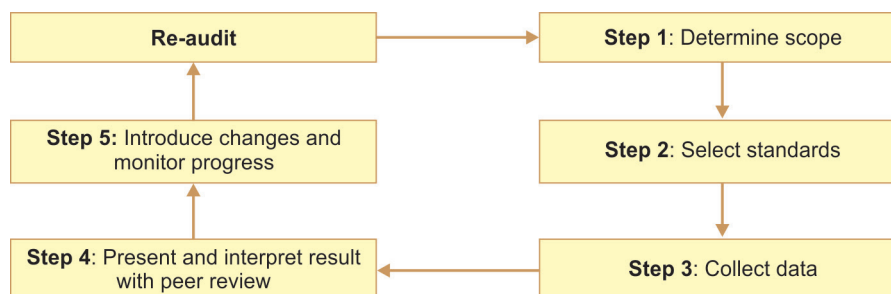 Re-audit
Step 1: Determine scope
Step 5: Introduce changes and
monitor progress
Step 2: Select standards
Step 4: Present and interpret result
with peer review
Step 3: Collect data